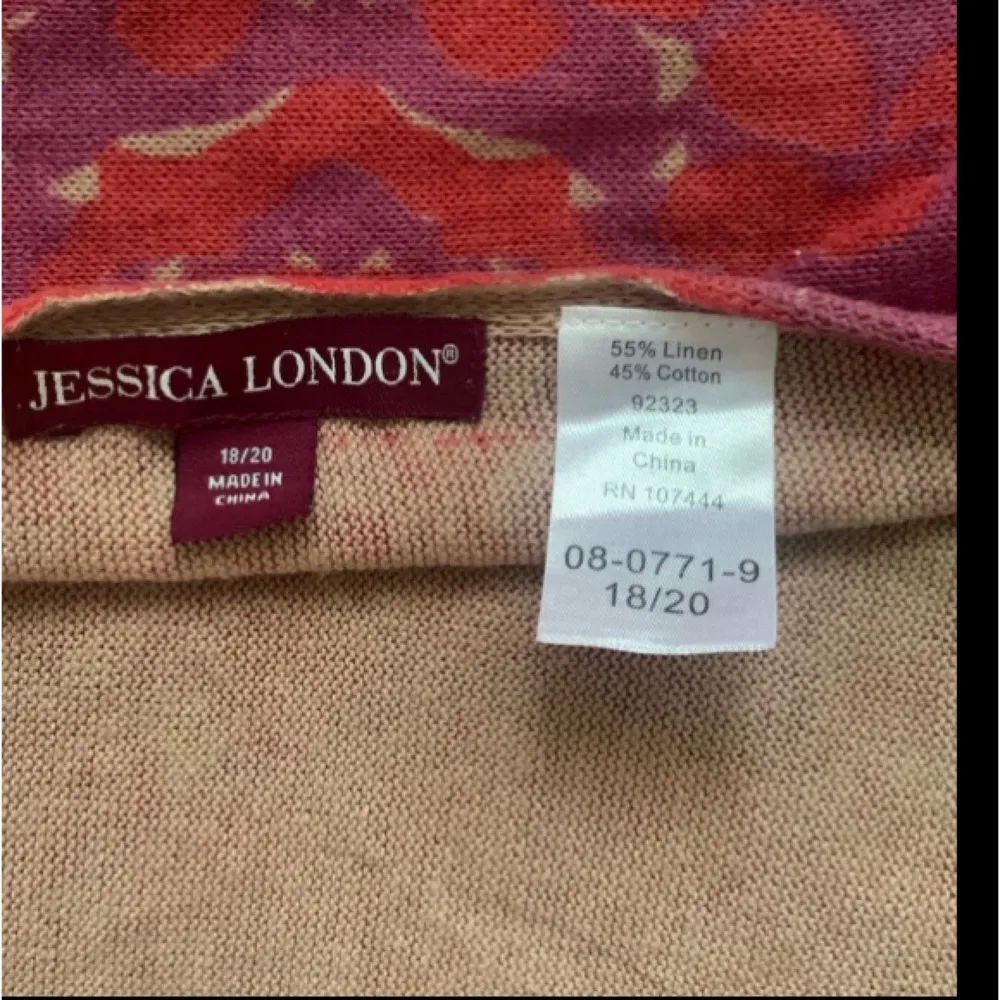 JESSICA LONDON®
18/20
MADE IN
CHINA
55% Linen
45% Cotton
92323
Made in
China
RN 107444
08-0771-9
18/20